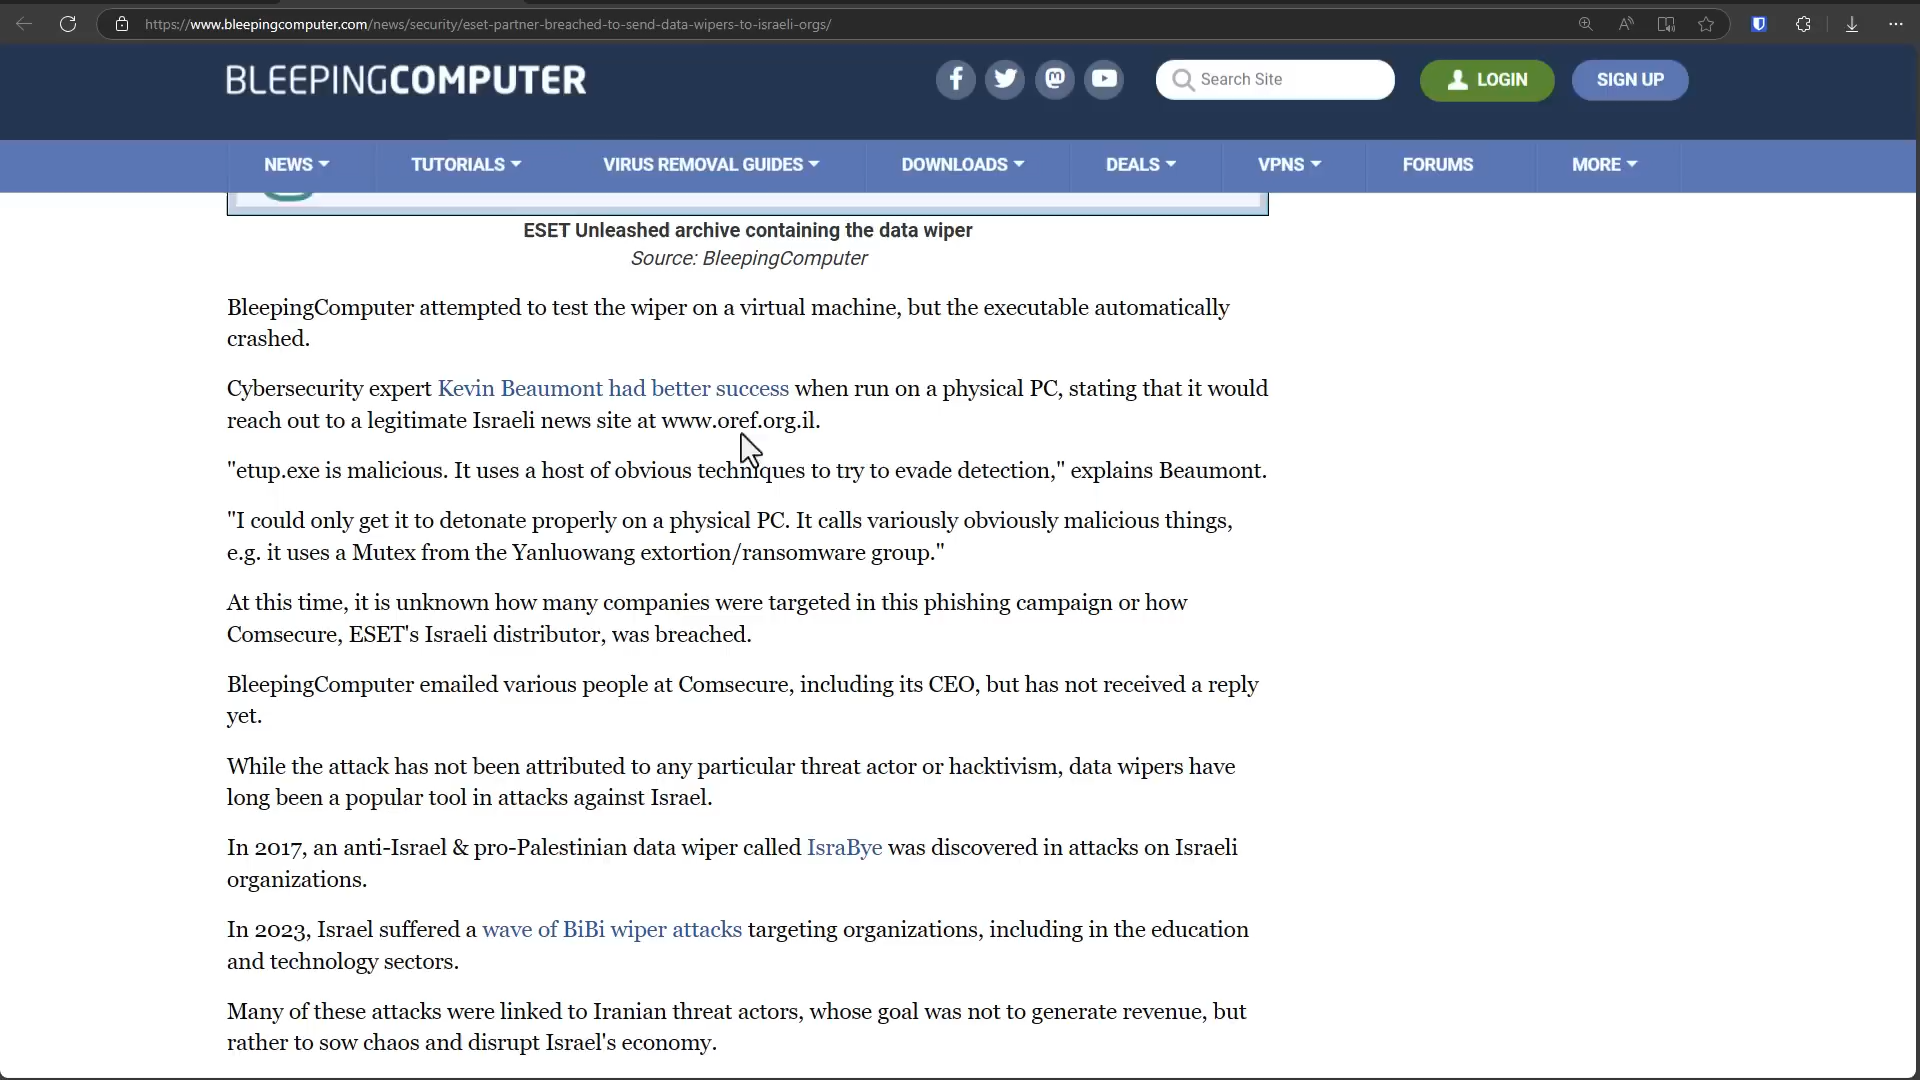 https://www.bleepingcomputer.com/news/security/eset-partner-breached-to-send-data-wipers-to-israeli-orgs/
BLEEPINGCOMPUTER
Search Site
LOGIN
SIGN UP
NEWS
TUTORIALS
VIRUS REMOVAL GUIDES
DOWNLOADS
DEALS
VPNS
FORUMS
MORE
ESET Unleashed archive containing the data wiper
Source: BleepingComputer
BleepingComputer attempted to test the wiper on a virtual machine, but the executable automatically
crashed.
Cybersecurity expert Kevin Beaumont had better success when run on a physical PC, stating that it would
reach out to a legitimate Israeli news site at www.oref.org.il.
"etup.exe is malicious. It uses a host of obvious techniques to try to evade detection," explains Beaumont.
"I could only get it to detonate properly on a physical PC. It calls variously obviously malicious things,
e.g. it uses a Mutex from the Yanluowang extortion/ransomware group."
At this time, it is unknown how many companies were targeted in this phishing campaign or how
Comsecure, ESET's Israeli distributor, was breached.
BleepingComputer emailed various people at Comsecure, including its CEO, but has not received a reply
yet.
While the attack has not been attributed to any particular threat actor or hacktivism, data wipers have
long been a popular tool in attacks against Israel.
In 2017, an anti-Israel & pro-Palestinian data wiper called IsraBye was discovered in attacks on Israeli
organizations.
In 2023, Israel suffered a wave of BiBi wiper attacks targeting organizations, including in the education
and technology sectors.
Many of these attacks were linked to Iranian threat actors, whose goal was not to generate revenue, but
rather to sow chaos and disrupt Israel's economy.